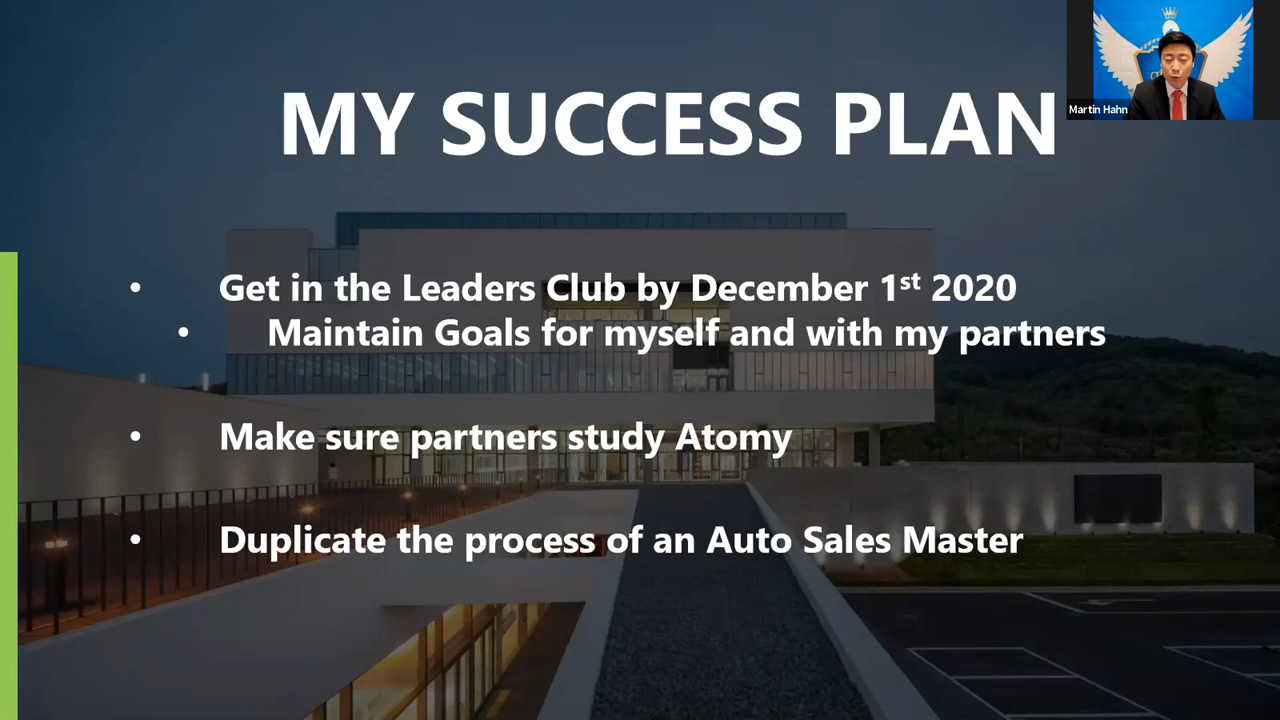 MY SUCCESS PLAN
Martin Hahn
• Get in the Leaders Club by December 1st 2020
• Maintain Goals for myself and with my partners
• Make sure partners study Atomy
• Duplicate the process of an Auto Sales Master